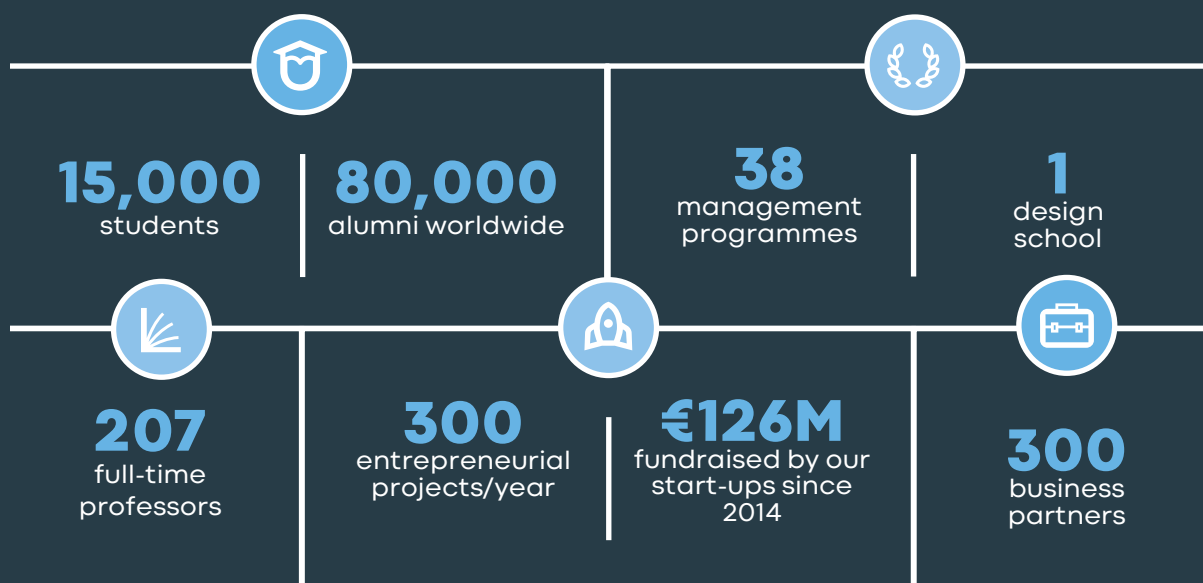 15,000
students
80,000
alumni worldwide
38
management
programmes
1
design
school
207
full-time
professors
300
entrepreneurial
projects/year
€126M
fundraised by our
start-ups since
2014
300
business
partners